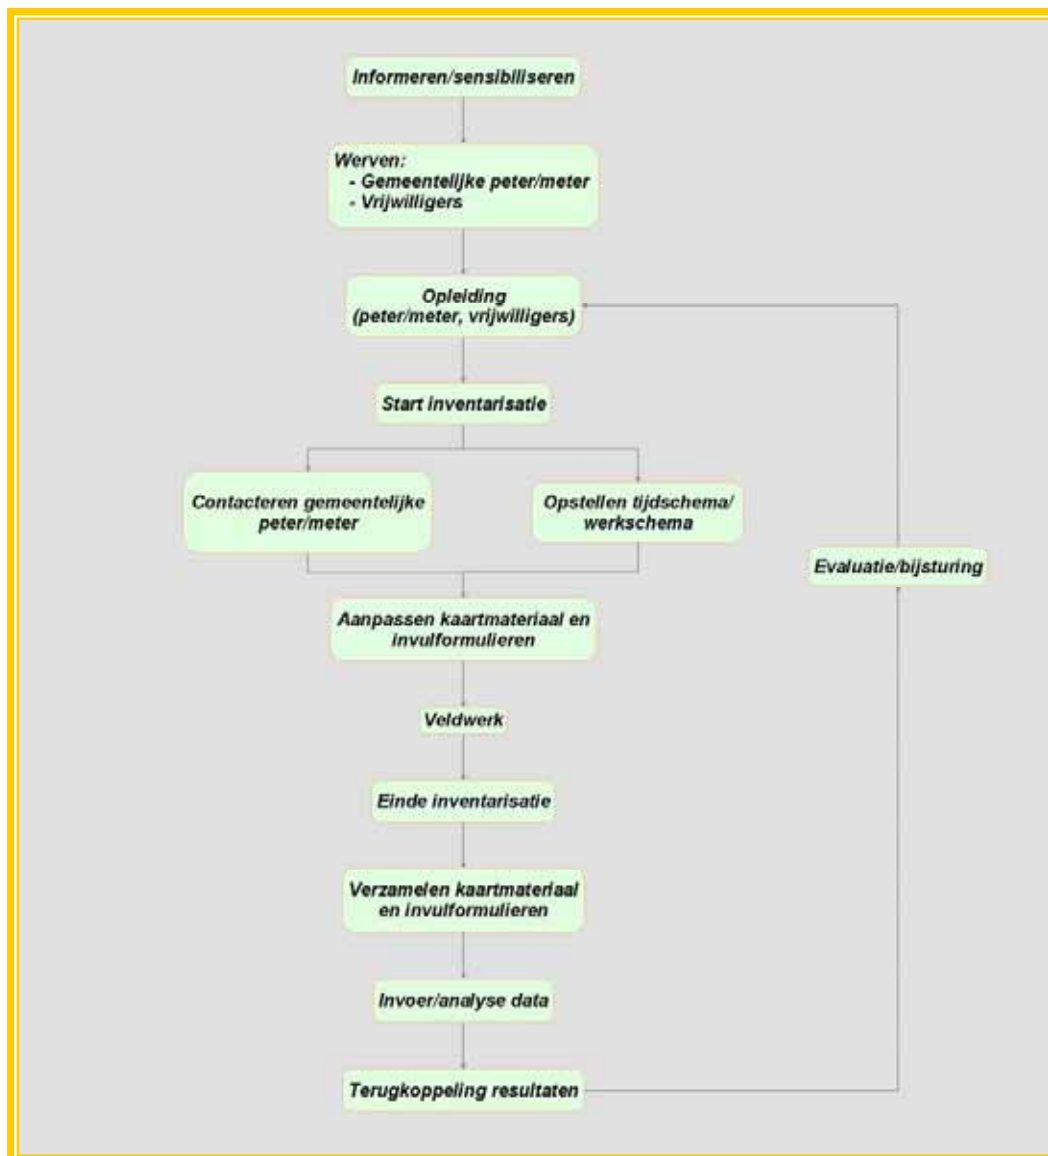 Informeren/sensibiliseren
Werven:
- Gemeentelijke peter/meter
- Vrijwilligers
Opleiding
(peter/meter, vrijwilligers)
Start inventarisatie
Contacteren gemeentelijke
peter/meter
Opstellen tijdschema/
werkschema
Evaluatie/bijsturing
Aanpassen kaartmateriaal en
invulformulieren
Veldwerk
Einde inventarisatie
Verzamelen kaartmateriaal
en invulformulieren
Invoer/analyse data
Terugkoppeling resultaten